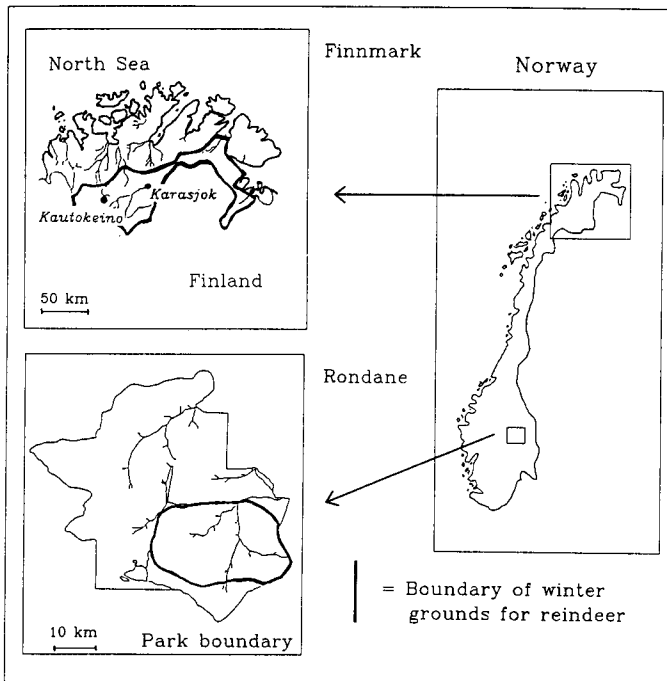 Finnmark
North Sea
Karasjok
Kautokeino
Finland
50 km
Norway
Rondane
10 km
Park boundary
= Boundary of winter
grounds for reindeer